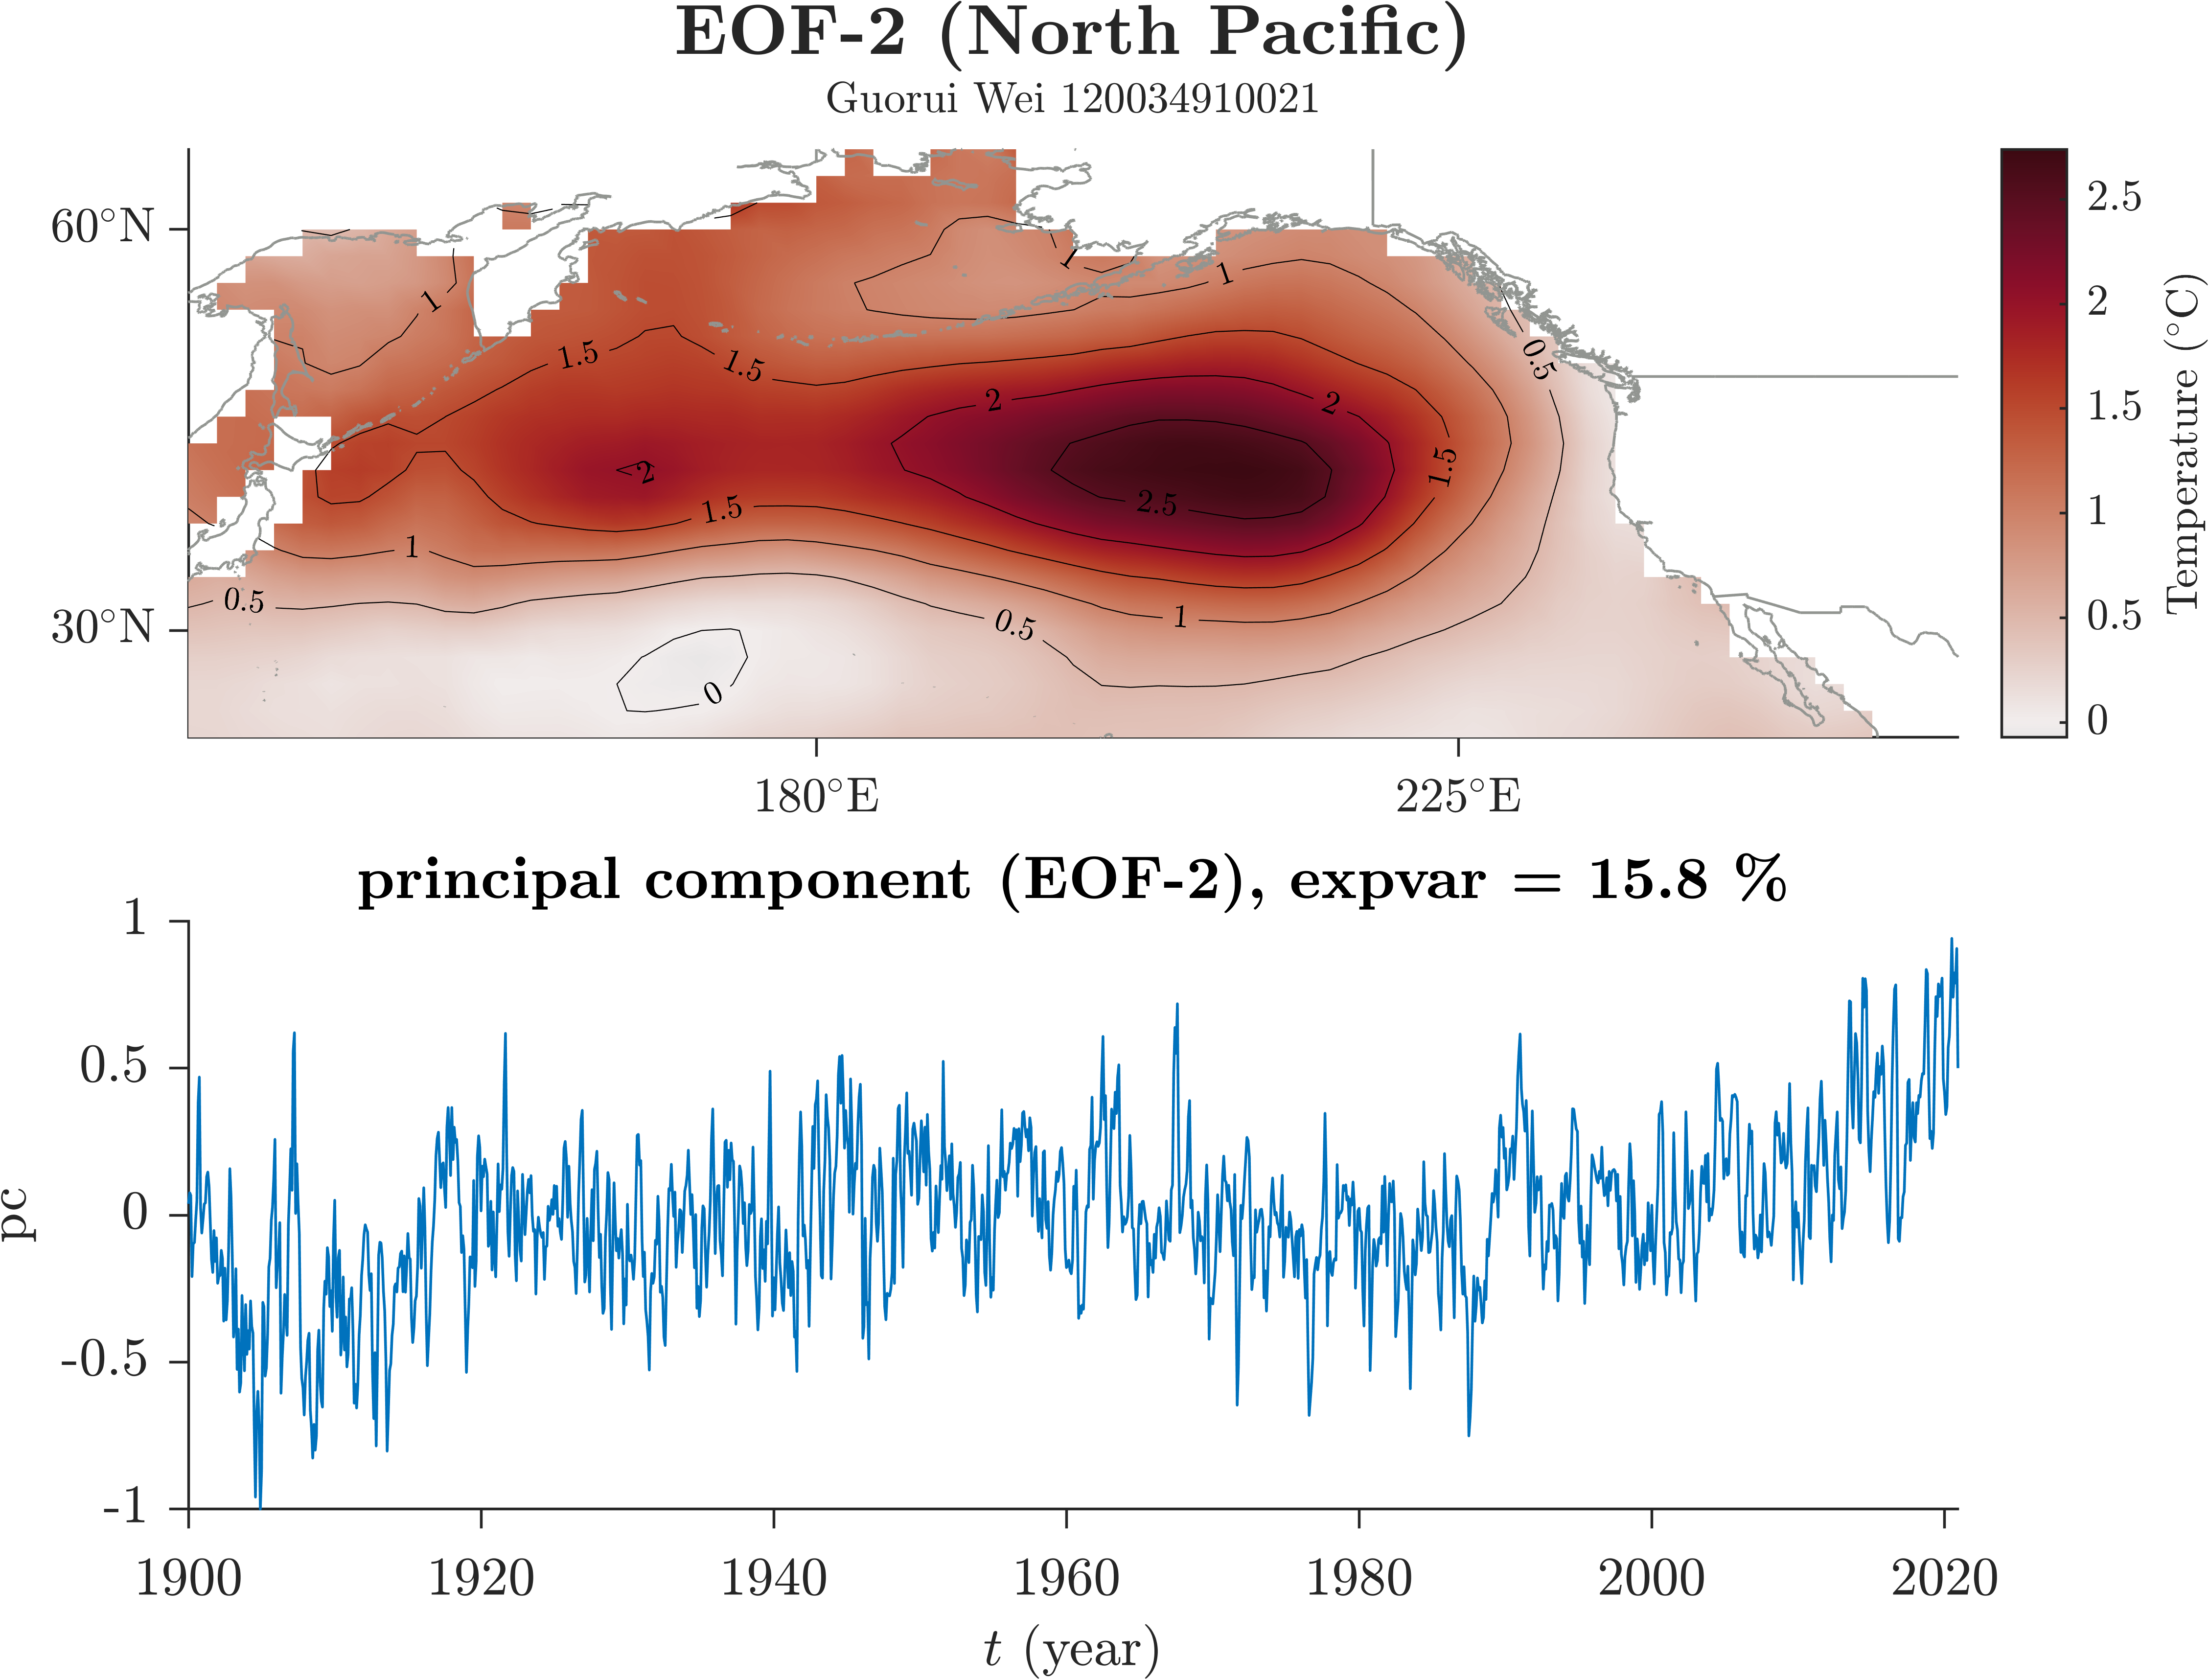 EOF-2 (North Pacific)
Guorui Wei 120034910021
60°N
30°N
180°E
225°E
1
1
1
1.5
1.5
0.5
2
2
2
1.5
1.5
2.5
1
0.5
0.5
1
0
2.5
2
1.5
1
0.5
0
Temperature (°C)
principal component (EOF-2), expvar = 15.8 %
1
0.5
0
-0.5
-1
pc
1900 1920 1940 1960 1980 2000 2020
t (year)